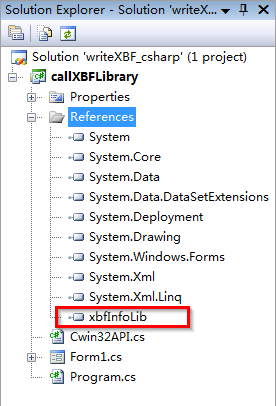 Solution Explorer - Solution 'writeX...
Solution 'writeXBF_csharp' (1 project)
callXBFLibrary
Properties
References
System
System.Core
System.Data
System.Data.DataSetExtensions
System.Deployment
System.Drawing
System.Windows.Forms
System.Xml
System.Xml.Linq
xbfInfoLib
Cwin32API.cs
Form1.cs
Program.cs